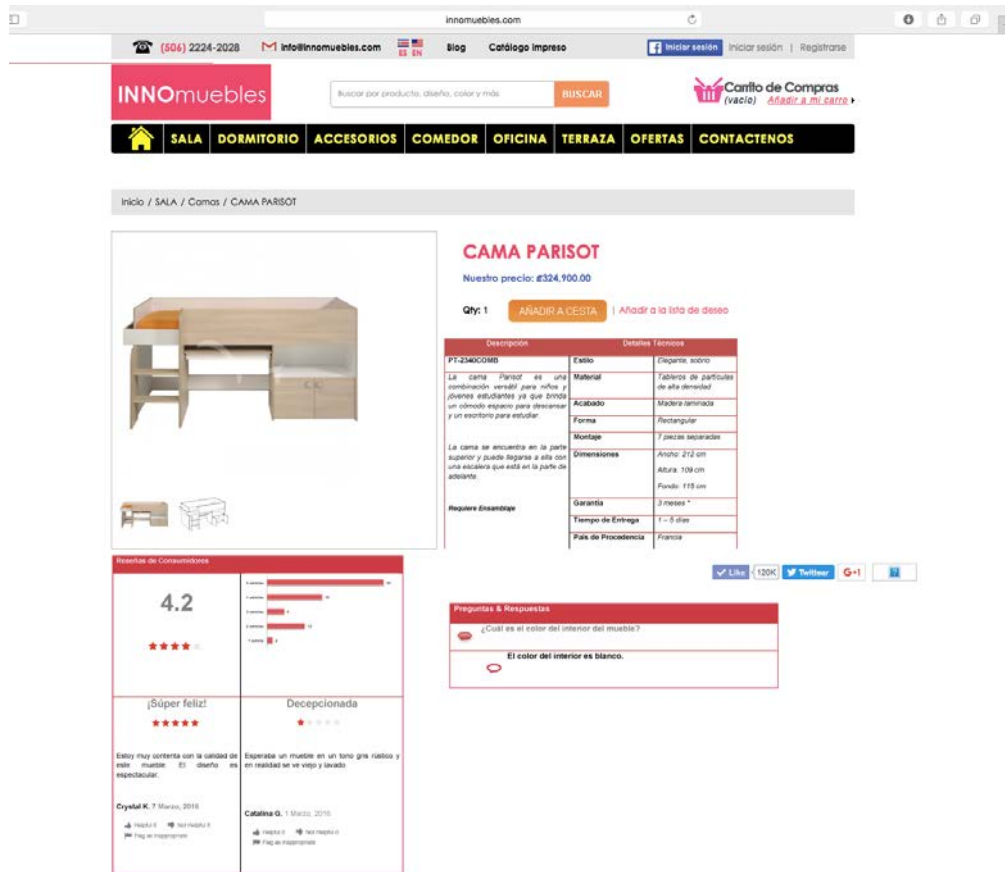 innomuebles.com
(506) 2224-2028 info@innomuebles.com ES EN Blog Catálogo Impreso Iniciar sesión Iniciar sesión | Registrarse
INNOmuebles
Buscar por producto, diseño, color y más BUSCAR
Carrito de Compras
(vacío) Añadir a mi carro
SALA DORMITORIO ACCESORIOS COMEDOR OFICINA TERRAZA OFERTAS CONTACTENOS
Inicio / SALA / Camas / CAMA PARISOT
CAMA PARISOT
Nuestro precio: ₡324,900.00
Qty: 1 AÑADIR A CESTA | Añadir a la lista de deseo
Descripción Detalles Técnicos
PT-2340COMB
La cama Parisot es una
combinación versátil para niños y
jóvenes estudiantes ya que brinda
un cómodo espacio para descansar
y un escritorio para estudiar.
La cama se encuentra en la parte
superior y puede llegarse a ella con
una escalera que está en la parte de
adelante.
Requiere Ensamblaje
Estilo Elegante, sobrio
Material Tableros de partículas
de alta densidad
Acabado Madera laminada
Forma Rectangular
Montaje 7 piezas separadas
Dimensiones Ancho: 212 cm
Altura: 109 cm
Fondo: 115 cm
Garantía 3 meses *
Tiempo de Entrega 1 – 5 días
País de Procedencia Francia
Like 120K Twittear G+1
Reseñas de Consumidores
4.2
¡Súper feliz!
Estoy muy contenta con la calidad de
este mueble. El diseño es
espectacular.
Crystal K. 7 Marzo, 2016
Helpful 0 Not Helpful 0
Flag as Inappropriate
Decepcionada
Esperaba un mueble en un tono gris rústico y
en realidad se ve viejo y lavado
Catalina G. 1 Marzo, 2016
Flag as Inappropriate
Preguntas & Respuestas
¿Cuál es el color del interior del mueble?
El color del interior es blanco.